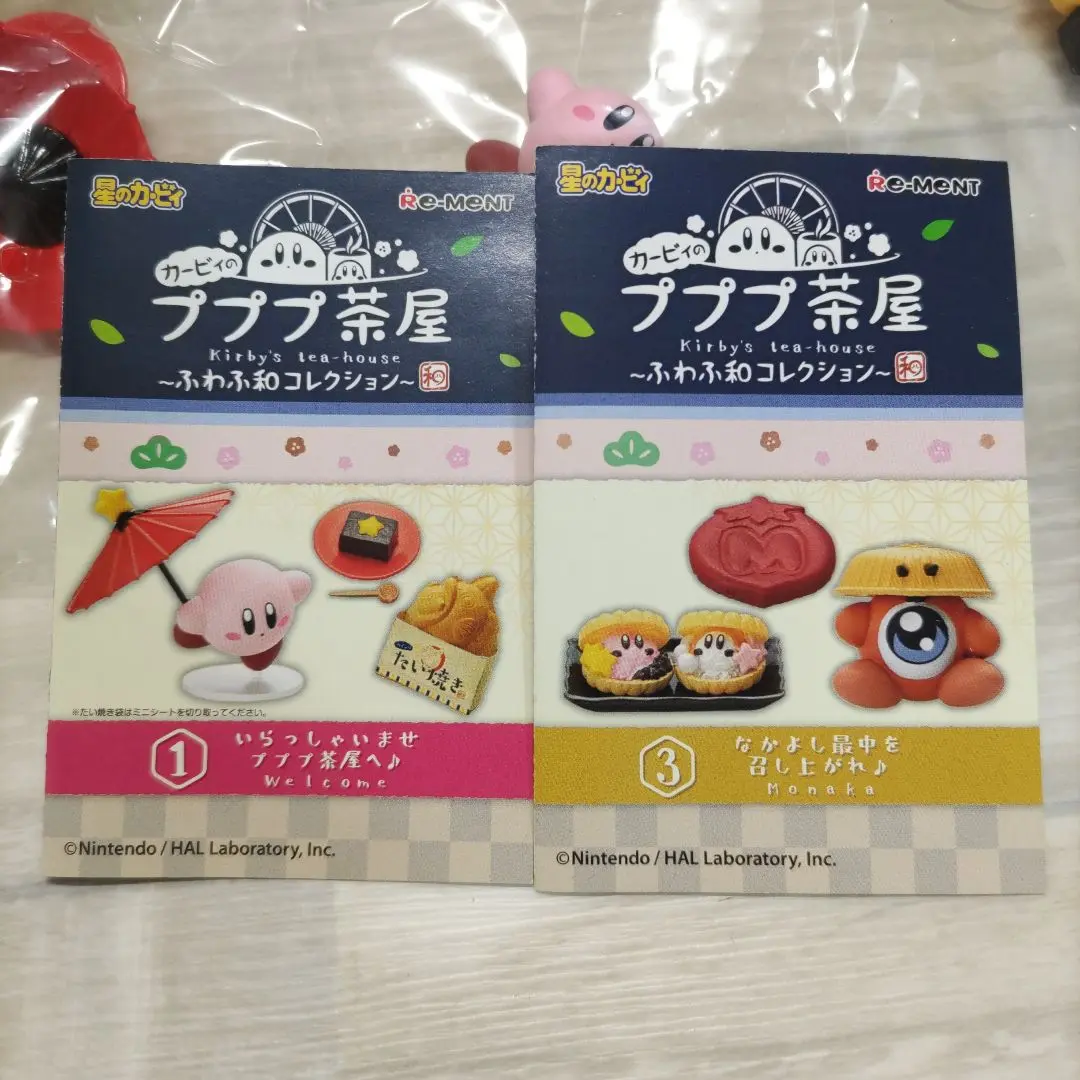 星のカービィ
Re-MENT
カービィの
プププ茶屋
Kirby's tea-house
~ふわふ和コレクション~
和
たい焼き
※たい焼き袋はミニシートを切り取ってください。
1
いらっしゃいませ
プププ茶屋へ♪
Welcome
©Nintendo / HAL Laboratory, Inc.
星のカービィ
Re-MENT
カービィの
プププ茶屋
Kirby's tea-house
~ふわふ和コレクション~
和
M
3
なかよし最中を
召し上がれ♪
Monaka
©Nintendo / HAL Laboratory, Inc.